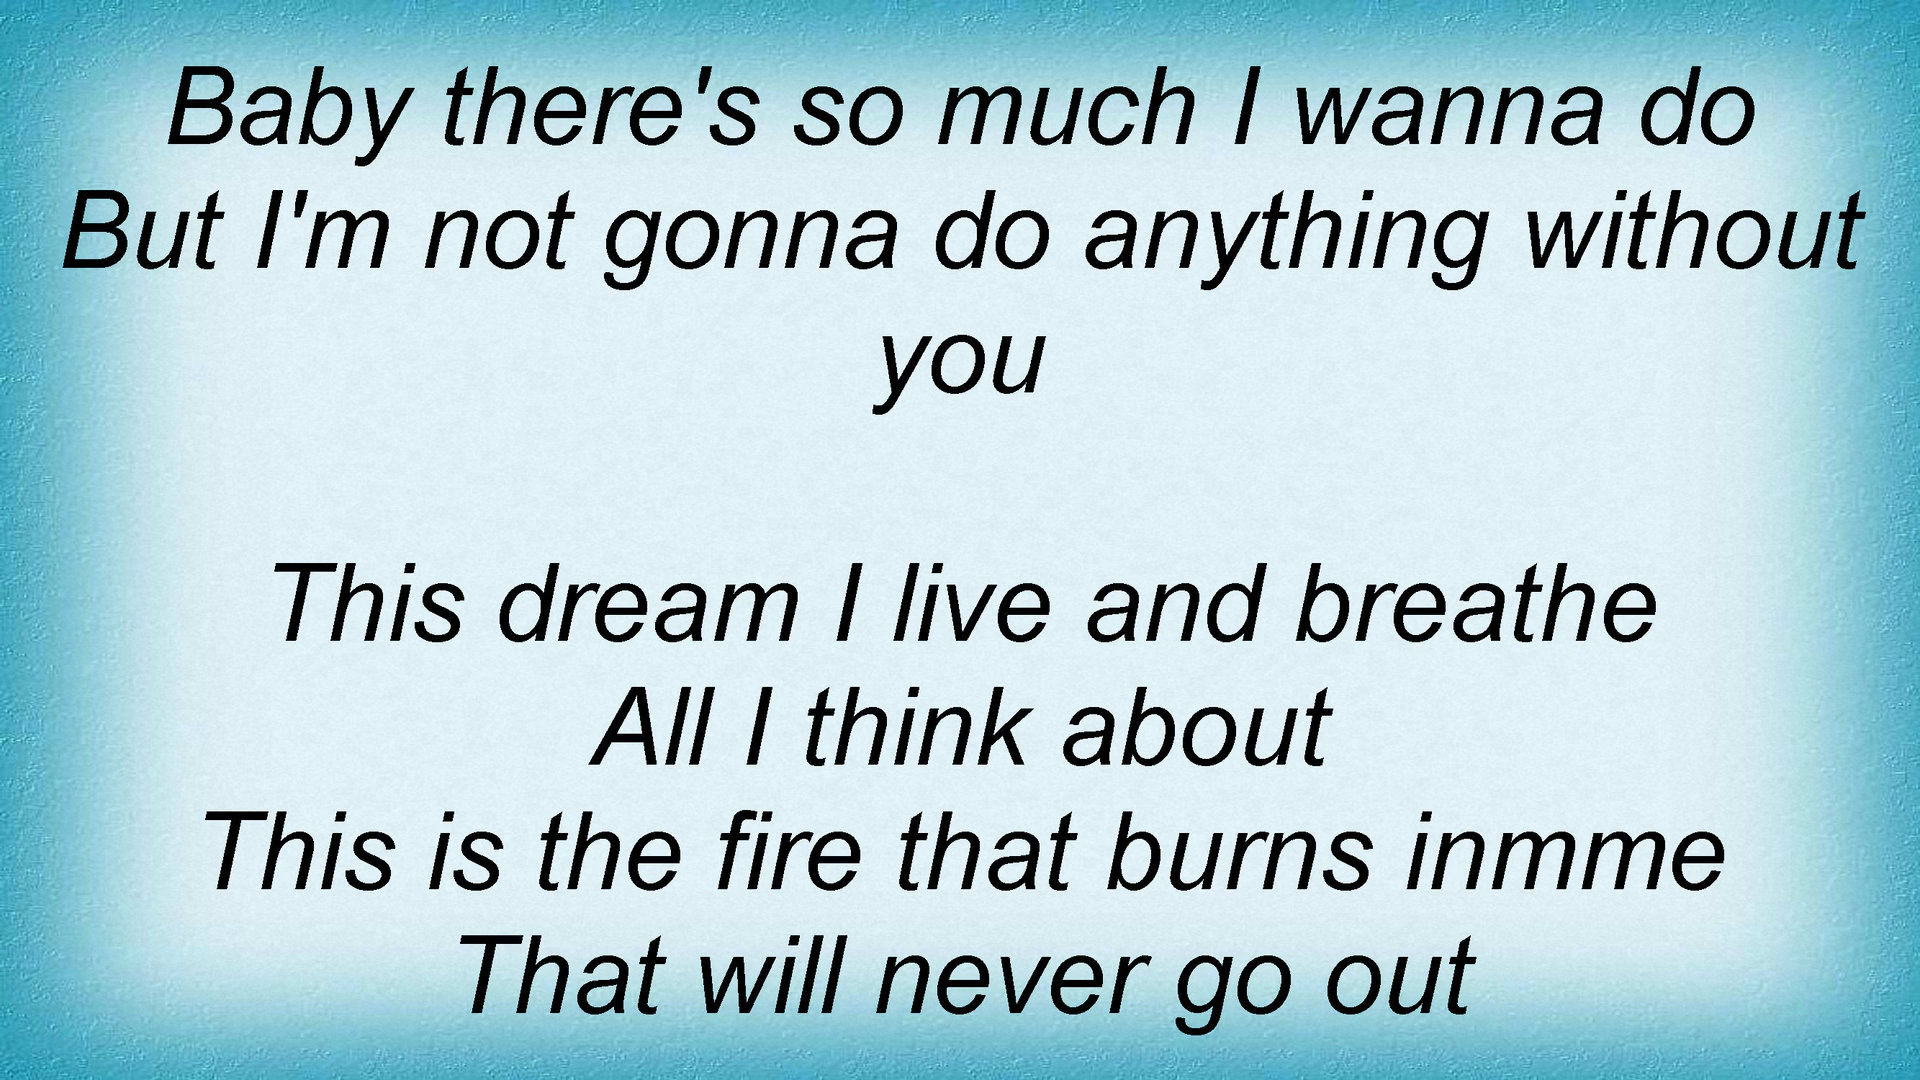 Baby there's so much I wanna do
But I'm not gonna do anything without
you
This dream I live and breathe
All I think about
This is the fire that burns inmme
That will never go out